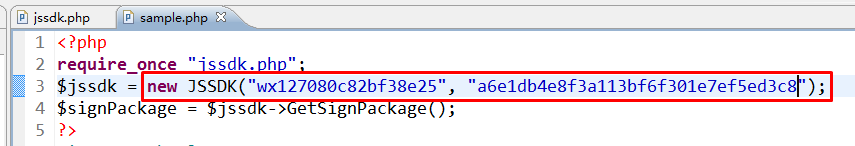 jssdk.php sample.php
1 <?php
2 require_once "jssdk.php";
3 $jssdk = new JSSDK("wx127080c82bf38e25", "a6e1db4e8f3a113bf6f301e7ef5ed3c8");
4 $signPackage = $jssdk->GetSignPackage();
5 ?>